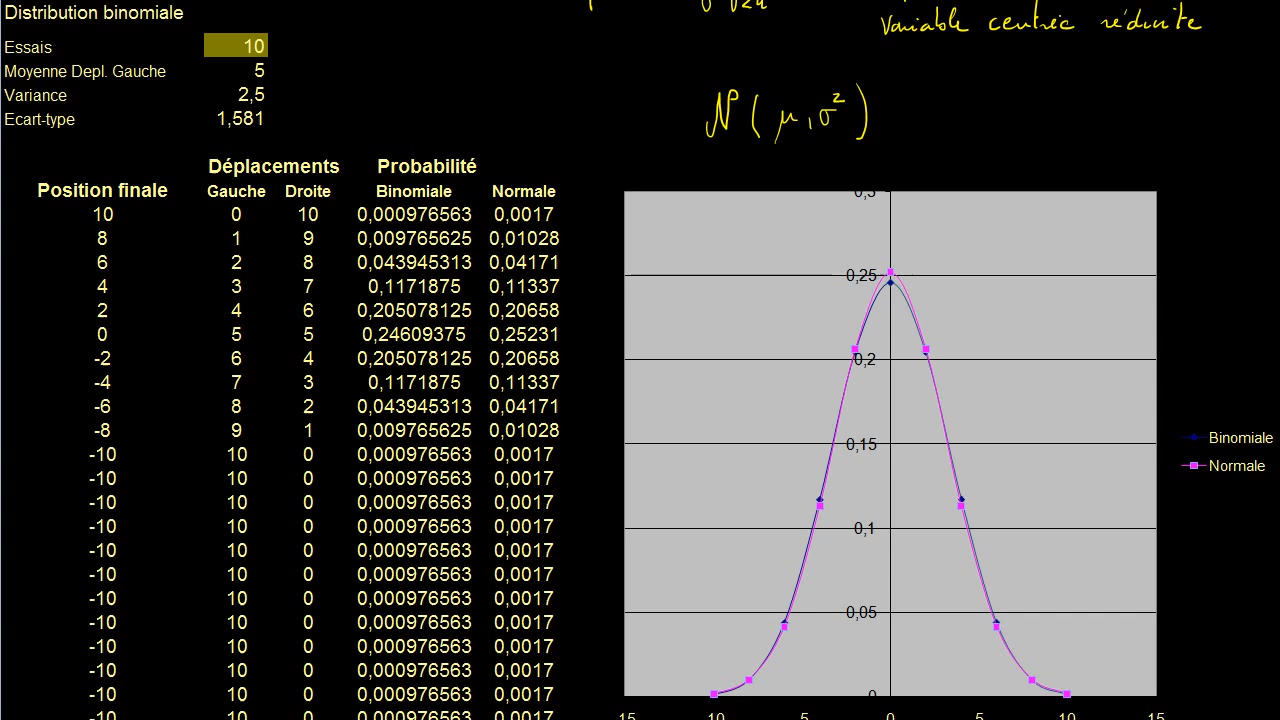 Distribution binomiale
variable centrée réduite
Essais 10
Moyenne Depl. Gauche 5
Variance 2,5
Ecart-type 1,581
N ( μ , σ² )
Déplacements Probabilité
Position finale Gauche Droite Binomiale Normale
10 0 10 0,000976563 0,0017
8 1 9 0,009765625 0,01028
6 2 8 0,043945313 0,04171
4 3 7 0,1171875 0,11337
2 4 6 0,205078125 0,20658
0 5 5 0,24609375 0,25231
-2 6 4 0,205078125 0,20658
-4 7 3 0,1171875 0,11337
-6 8 2 0,043945313 0,04171
-8 9 1 0,009765625 0,01028
-10 10 0 0,000976563 0,0017
-10 10 0 0,000976563 0,0017
-10 10 0 0,000976563 0,0017
-10 10 0 0,000976563 0,0017
-10 10 0 0,000976563 0,0017
-10 10 0 0,000976563 0,0017
-10 10 0 0,000976563 0,0017
-10 10 0 0,000976563 0,0017
-10 10 0 0,000976563 0,0017
-10 10 0 0,000976563 0,0017
-10 10 0 0,000976563 0,0017
-10 10 0 0,000976563 0,0017
0,3
0,25
0,2
0,15
0,1
0,05
0
15 10 5 0 5 10 15
Binomiale
Normale